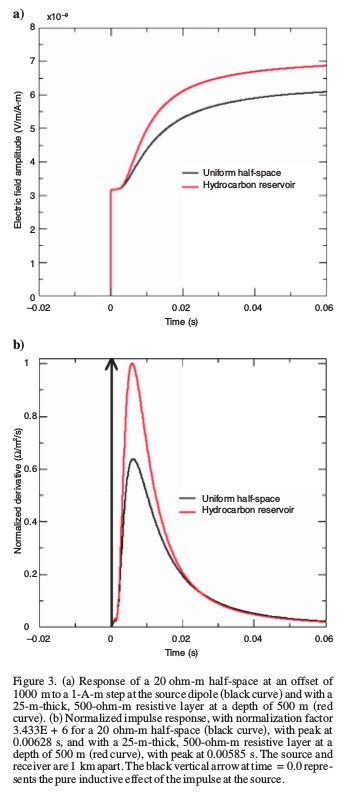 a)
x10⁻⁹
8
7
6
5
4
3
2
1
0
Electric field amplitude (V/m/A-m)
Uniform half-space
Hydrocarbon reservoir
−0.02
0
0.02
0.04
0.06
Time (s)
b)
1
0.8
0.6
0.4
0.2
0
Normalized derivative (Ω/m²/s)
Uniform half-space
Hydrocarbon reservoir
−0.02
0
0.02
0.04
0.06
Time (s)
Figure 3. (a) Response of a 20 ohm-m half-space at an offset of
1000 m to a 1-A-m step at the source dipole (black curve) and with a
25-m-thick, 500-ohm-m resistive layer at a depth of 500 m (red
curve). (b) Normalized impulse response, with normalization factor
3.433E + 6 for a 20 ohm-m half-space (black curve), with peak at
0.00628 s, and with a 25-m-thick, 500-ohm-m resistive layer at a
depth of 500 m (red curve), with peak at 0.00585 s. The source and
receiver are 1 km apart. The black vertical arrow at time = 0.0 repre-
sents the pure inductive effect of the impulse at the source.